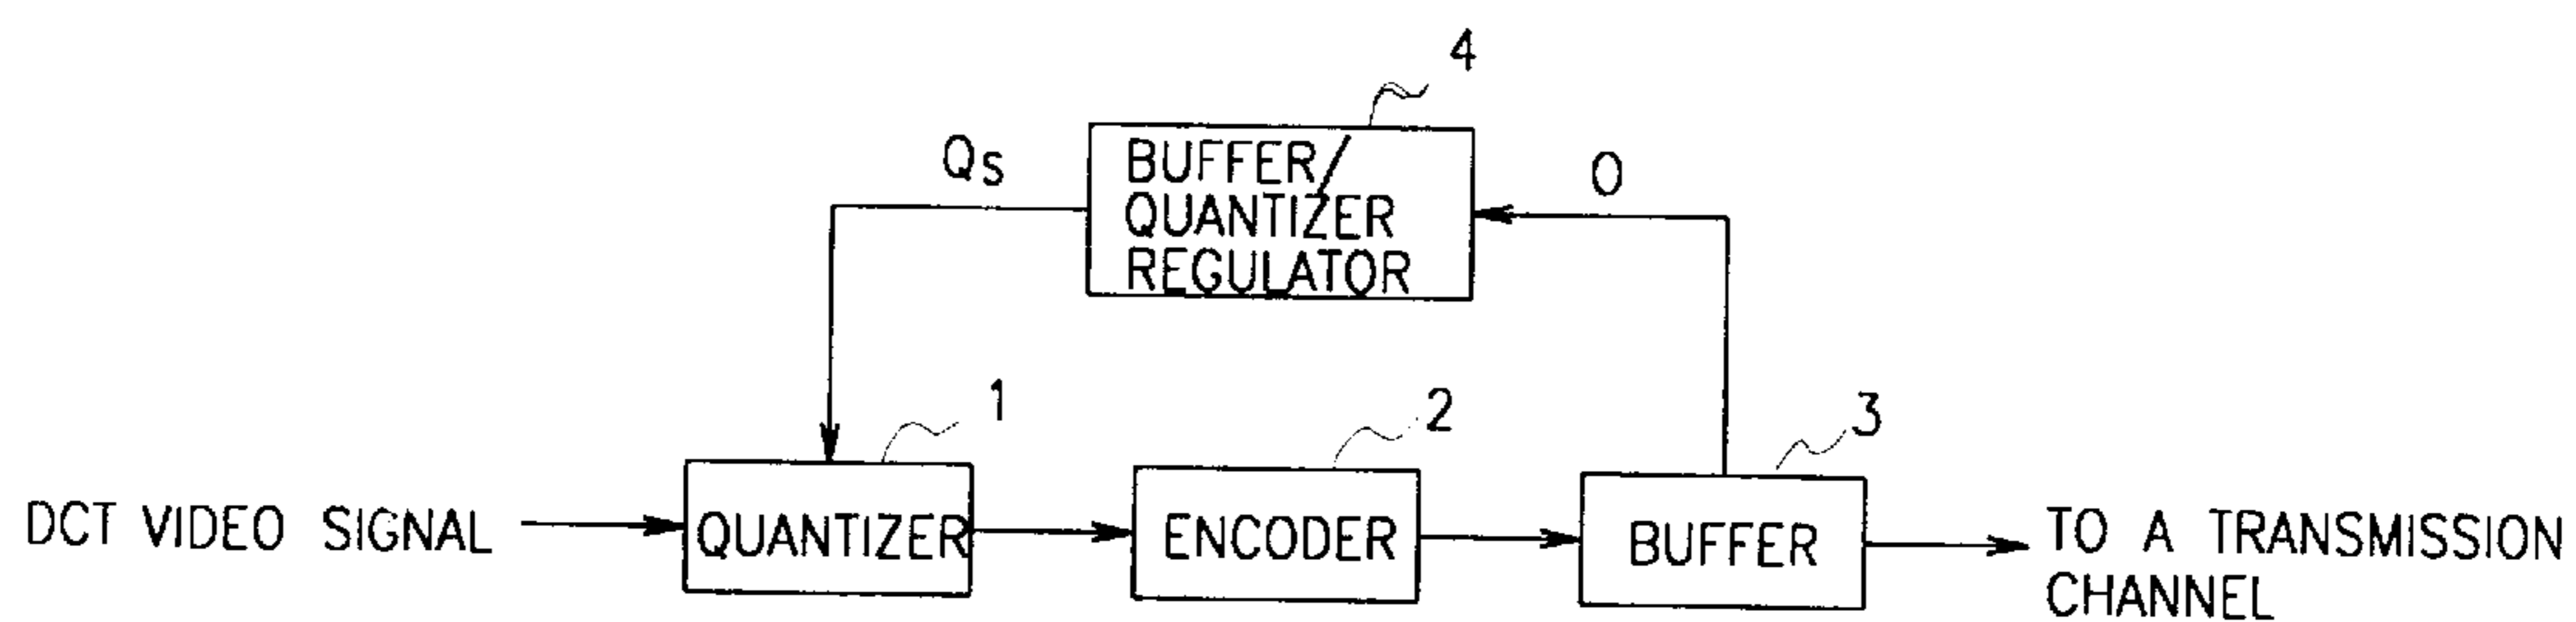 4
BUFFER/
QUANTIZER
REGULATOR
Qs
O
1
2
3
DCT VIDEO SIGNAL
QUANTIZER
ENCODER
BUFFER
TO A TRANSMISSION
CHANNEL